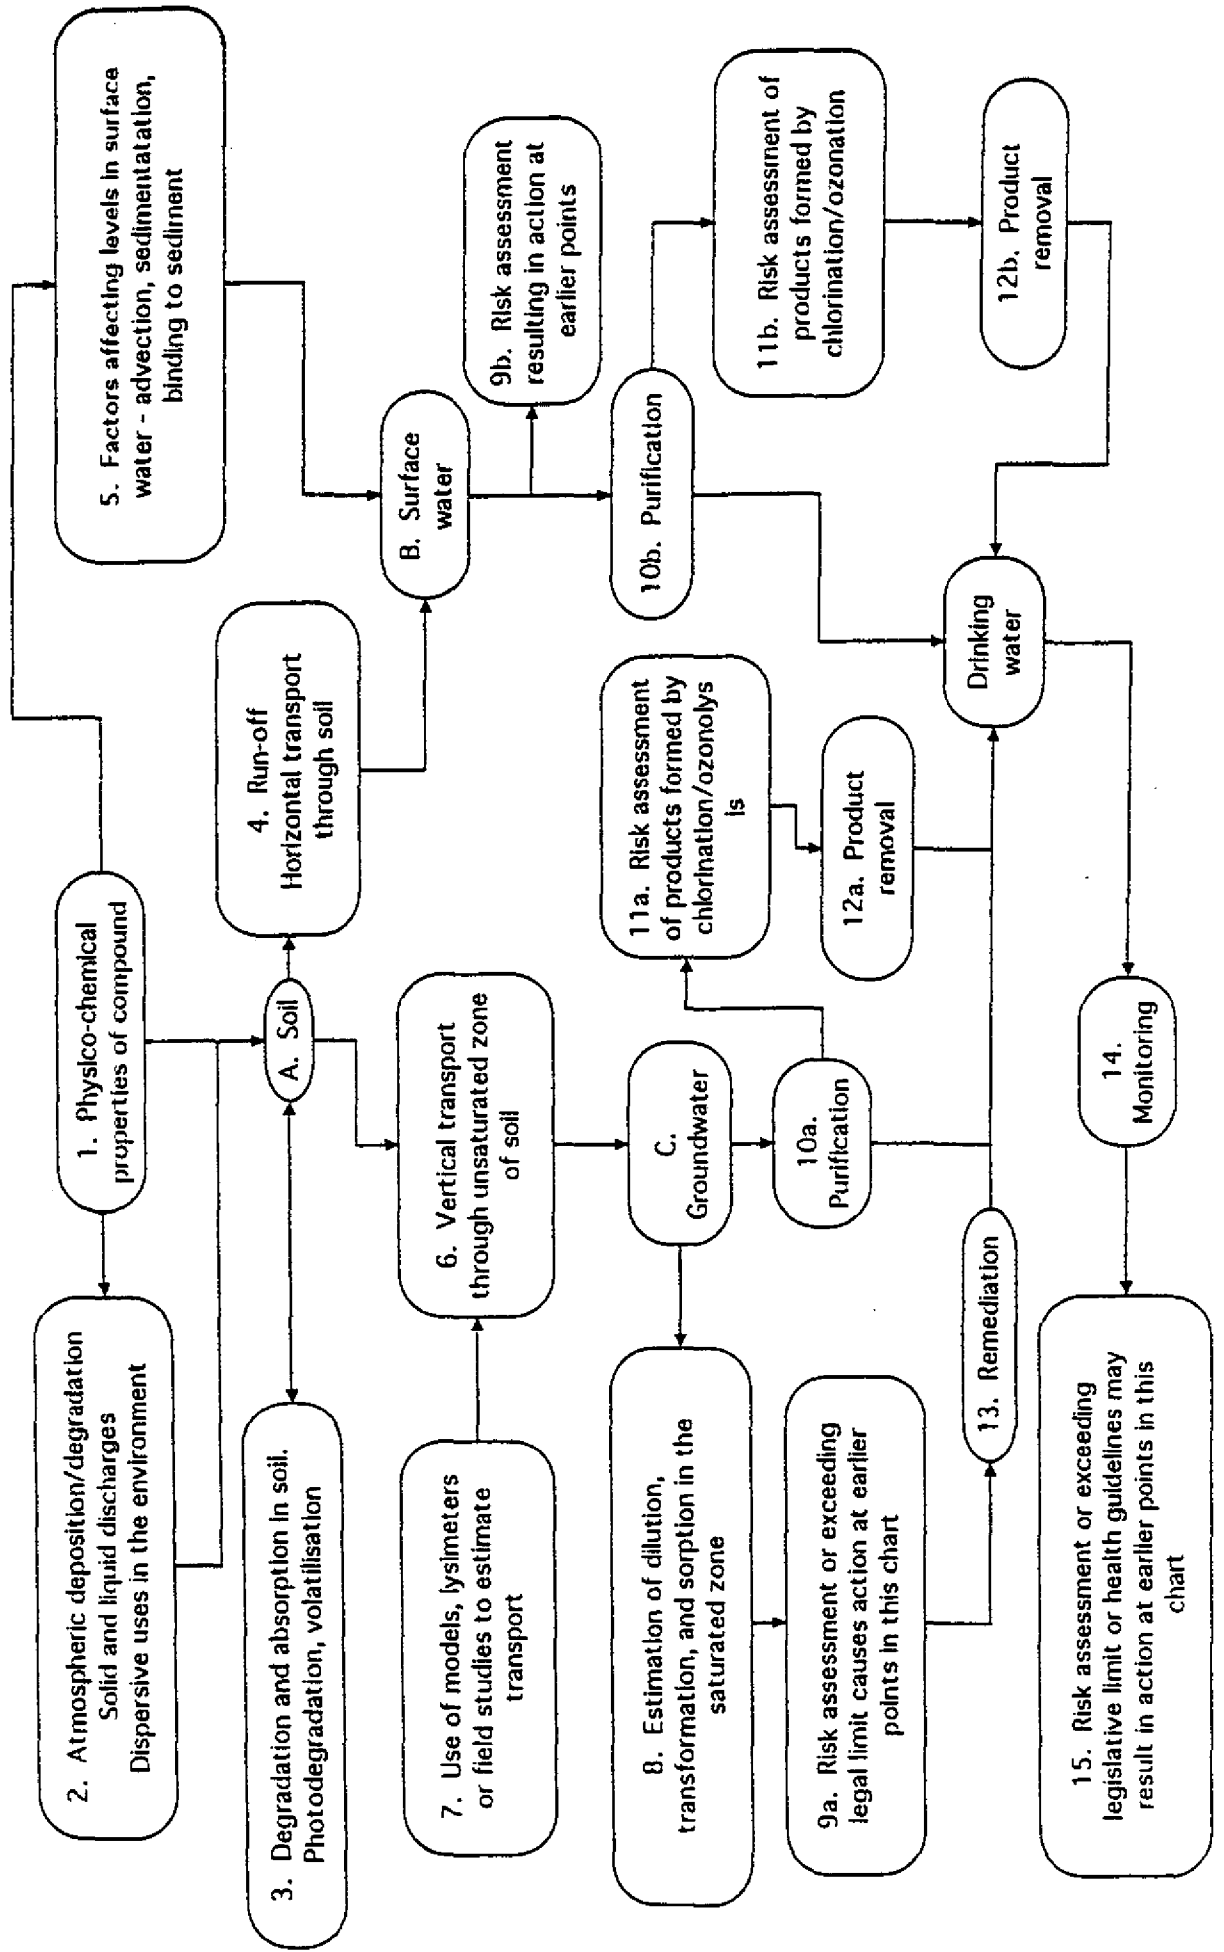 1. Physico-chemical
properties of compound
2. Atmospheric deposition/degradation
Solid and liquid discharges
Dispersive uses in the environment
5. Factors affecting levels in surface
water - advection, sedimentatation,
binding to sediment
A. Soil
3. Degradation and absorption in soil.
Photodegradation, volatilisation
4. Run-off
Horizontal transport
through soil
B. Surface
water
6. Vertical transport
through unsaturated zone
of soil
7. Use of models, lysimeters
or field studies to estimate
transport
9b. Risk assessment
resulting in action at
earlier points
C.
Groundwater
8. Estimation of dilution,
transformation, and sorption in the
saturated zone
10b. Purification
11a. Risk assessment
of products formed by
chlorination/ozonolys
is
11b. Risk assessment of
products formed by
chlorination/ozonation
10a.
Purification
9a. Risk assessment or exceeding
legal limit causes action at earlier
points in this chart
12a. Product
removal
12b. Product
removal
13. Remediation
Drinking
water
14.
Monitoring
15. Risk assessment or exceeding
legislative limit or health guidelines may
result in action at earlier points in this
chart